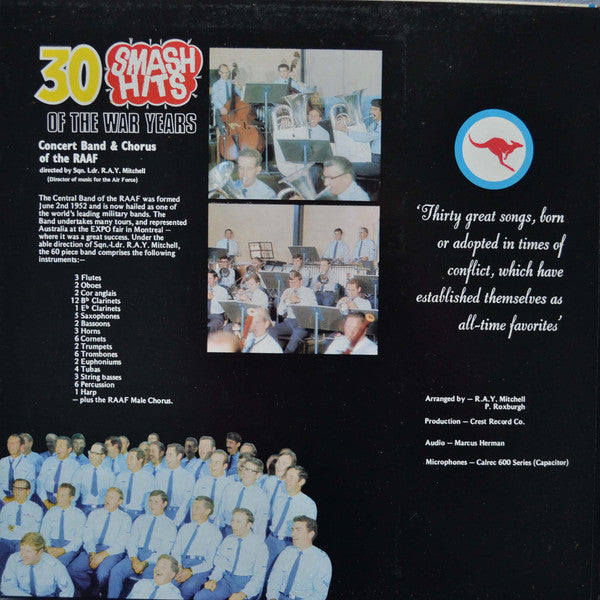 30 SMASH
HITS
OF THE WAR YEARS
Concert Band & Chorus
of the RAAF
directed by Sqn. Ldr. R.A.Y. Mitchell
(Director of music for the Air Force)
The Central Band of the RAAF was formed
June 2nd 1952 and is now hailed as one of
the world's leading military bands. The
Band undertakes many tours, and represented
Australia at the EXPO fair in Montreal —
where it was a great success. Under the
able direction of Sqn.-Ldr. R.A.Y. Mitchell,
the 60 piece band comprises the following
instruments:—
3 Flutes
2 Oboes
2 Cor anglais
12 B♭ Clarinets
1 E♭ Clarinets
5 Saxophones
2 Bassoons
3 Horns
6 Cornets
2 Trumpets
6 Trombones
2 Euphoniums
4 Tubas
3 String basses
6 Percussion
1 Harp
— plus the RAAF Male Chorus.
'Thirty great songs, born
or adopted in times of
conflict, which have
established themselves as
all-time favorites'
Arranged by — R.A.Y. Mitchell
P. Roxburgh
Production — Crest Record Co.
Audio — Marcus Herman
Microphones — Calrec 600 Series (Capacitor)